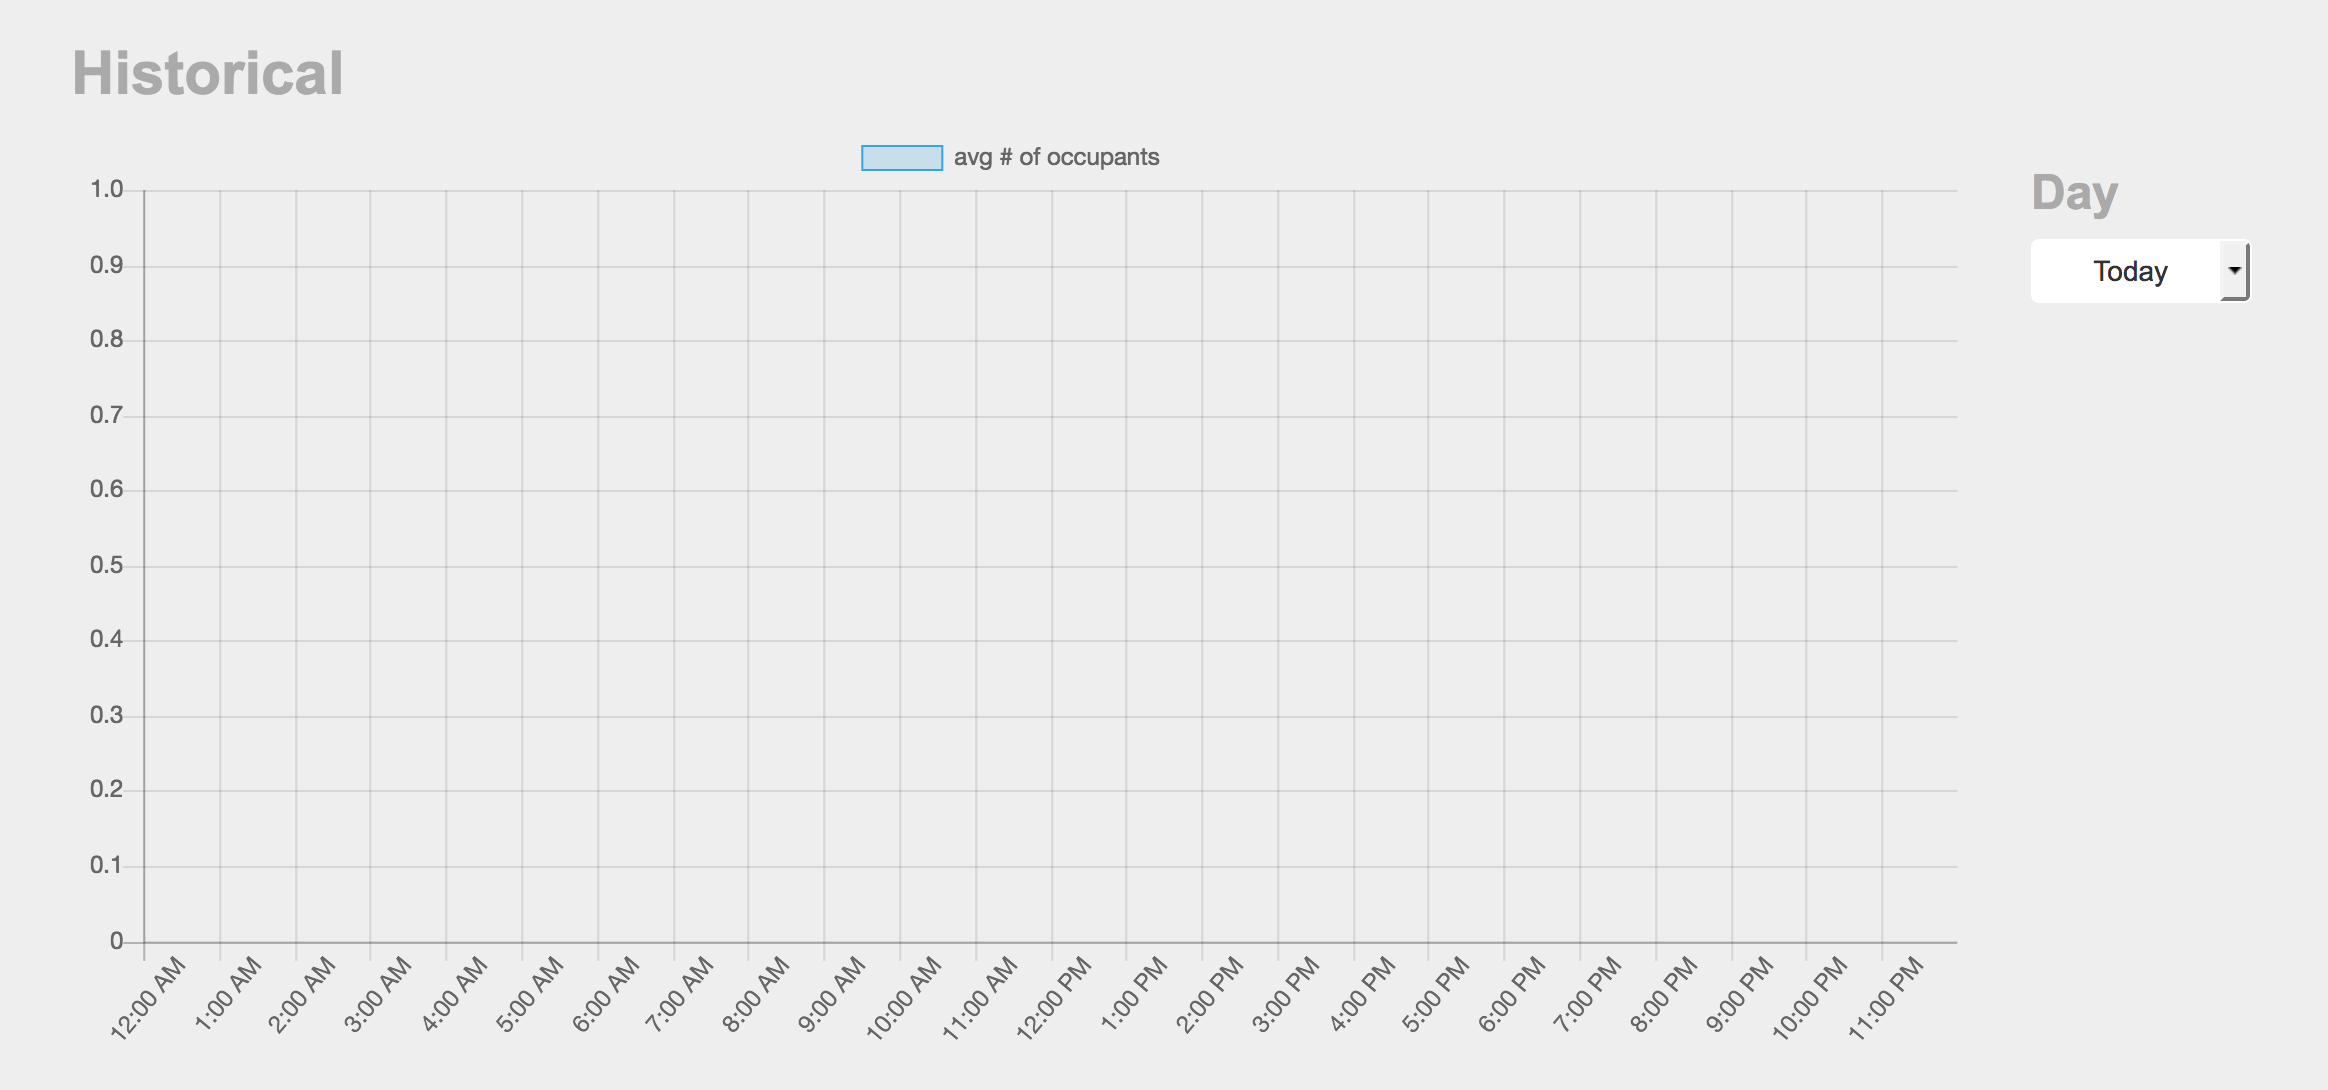 Historical
avg # of occupants
1.0
0.9
0.8
0.7
0.6
0.5
0.4
0.3
0.2
0.1
0
12:00 AM
1:00 AM
2:00 AM
3:00 AM
4:00 AM
5:00 AM
6:00 AM
7:00 AM
8:00 AM
9:00 AM
10:00 AM
11:00 AM
12:00 PM
1:00 PM
2:00 PM
3:00 PM
4:00 PM
5:00 PM
6:00 PM
7:00 PM
8:00 PM
9:00 PM
10:00 PM
11:00 PM
Day
Today